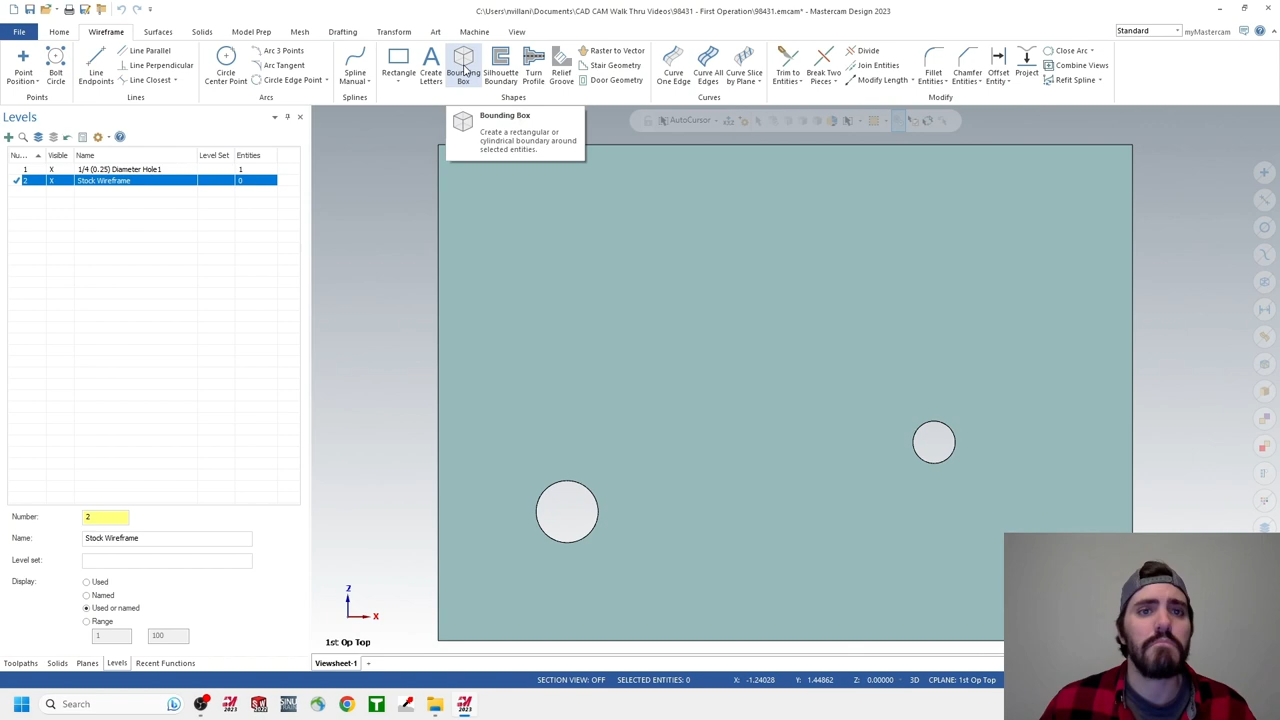 C:\Users\nvillani\Documents\CAD CAM Walk Thru Videos\98431 - First Operation\98431.emcam* - Mastercam Design 2023
File Home Wireframe Surfaces Solids Model Prep Mesh Drafting Transform Art Machine View
Standard
myMastercam
Point
Position
Bolt
Circle
Points
Line
Endpoints
Line Parallel
Line Perpendicular
Line Closest
Lines
Circle
Center Point
Arc 3 Points
Arc Tangent
Circle Edge Point
Arcs
Spline
Manual
Splines
Rectangle
Create
Letters
Bounding
Box
Silhouette
Boundary
Turn
Profile
Relief
Groove
Raster to Vector
Stair Geometry
Door Geometry
Shapes
Curve
One Edge
Curve All
Edges
Curve Slice
by Plane
Curves
Trim to
Entities
Break Two
Pieces
Divide
Join Entities
Modify Length
Fillet
Entities
Chamfer
Entities
Offset
Entity
Project
Close Arc
Combine Views
Refit Spline
Modify
Levels
Bounding Box
Create a rectangular or
cylindrical boundary around
selected entities.
AutoCursor
Nu... Visible Name Level Set Entities
1 X 1/4 (0.25) Diameter Hole1 1
2 X Stock Wireframe 0
Number: 2
Name: Stock Wireframe
Level set:
Display: Used
Named
Used or named
Range
1 100
Z
X
1st Op Top
Toolpaths Solids Planes Levels Recent Functions
Viewsheet-1 +
SECTION VIEW: OFF SELECTED ENTITIES: 0 X: -1.24028 Y: 1.44862 Z: 0.00000 3D CPLANE: 1st Op Top
Search